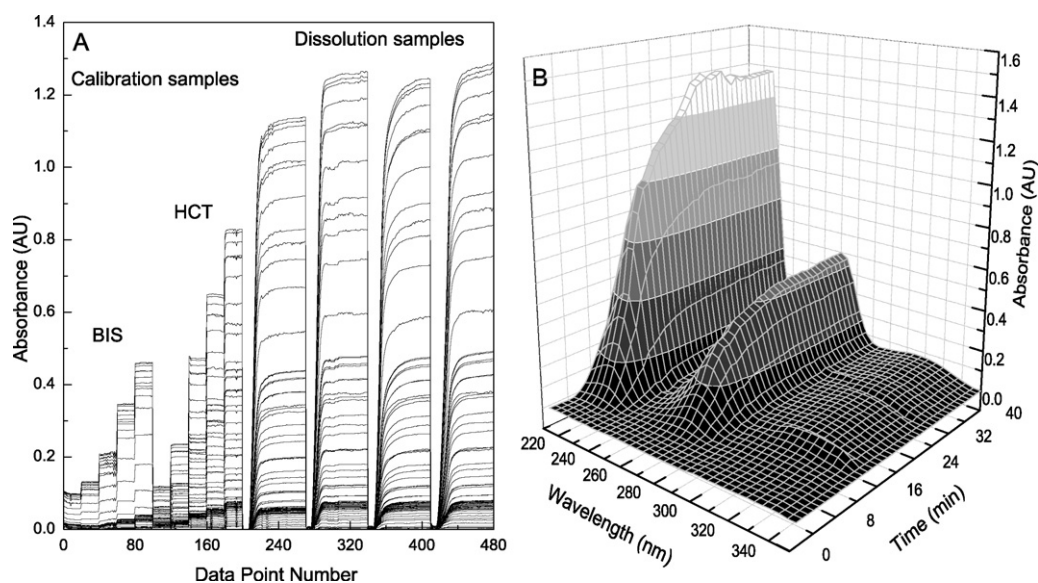 A
Dissolution samples
Calibration samples
HCT
BIS
Absorbance (AU)
1.4
1.2
1.0
0.8
0.6
0.4
0.2
0.0
0 80 160 240 320 400 480
Data Point Number
B
1.6
1.4
1.2
1.0
0.8
0.6
0.4
0.2
0.0
Absorbance (AU)
220 240 260 280 300 320 340
Wavelength (nm)
0 8 16 24 32 40
Time (min)